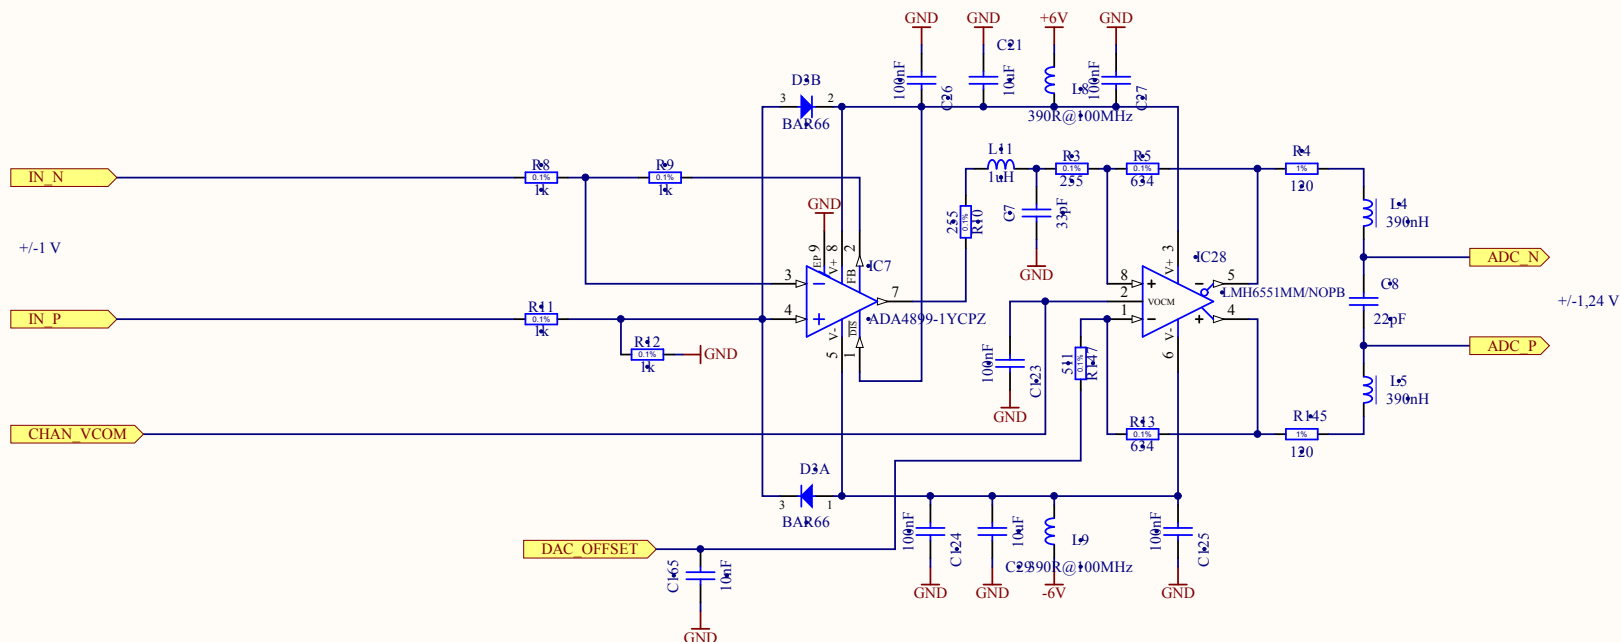 GND
GND
+6V
GND
C21
100nF
C26
10uF
L8
100nF
C27
390R@100MHz
D3B
3
2
BAR66
IN_N
R8
0.1%
1k
R9
0.1%
1k
L11
1uH
R3
0.1%
255
R5
0.1%
634
R4
1%
120
C7
33pF
GND
255
0.1%
R10
L4
390nH
+/-1 V
GND
EP 9
V+ 8
FB 2
IC7
3
4
7
ADA4899-1YCPZ
V- 5
DIS 1
V+ 3
IC28
8
2
1
VOCM
5
4
LMH6551MM/NOPB
V- 6
ADC_N
C8
22pF
+/-1,24 V
ADC_P
IN_P
R11
0.1%
1k
R12
0.1%
1k
GND
100nF
C123
GND
511
0.1%
R147
L5
390nH
CHAN_VCOM
R13
0.1%
634
R145
1%
120
D3A
3
1
BAR66
DAC_OFFSET
C165
10nF
GND
100nF
C124
GND
10uF
C29
GND
L9
390R@100MHz
-6V
100nF
C125
GND